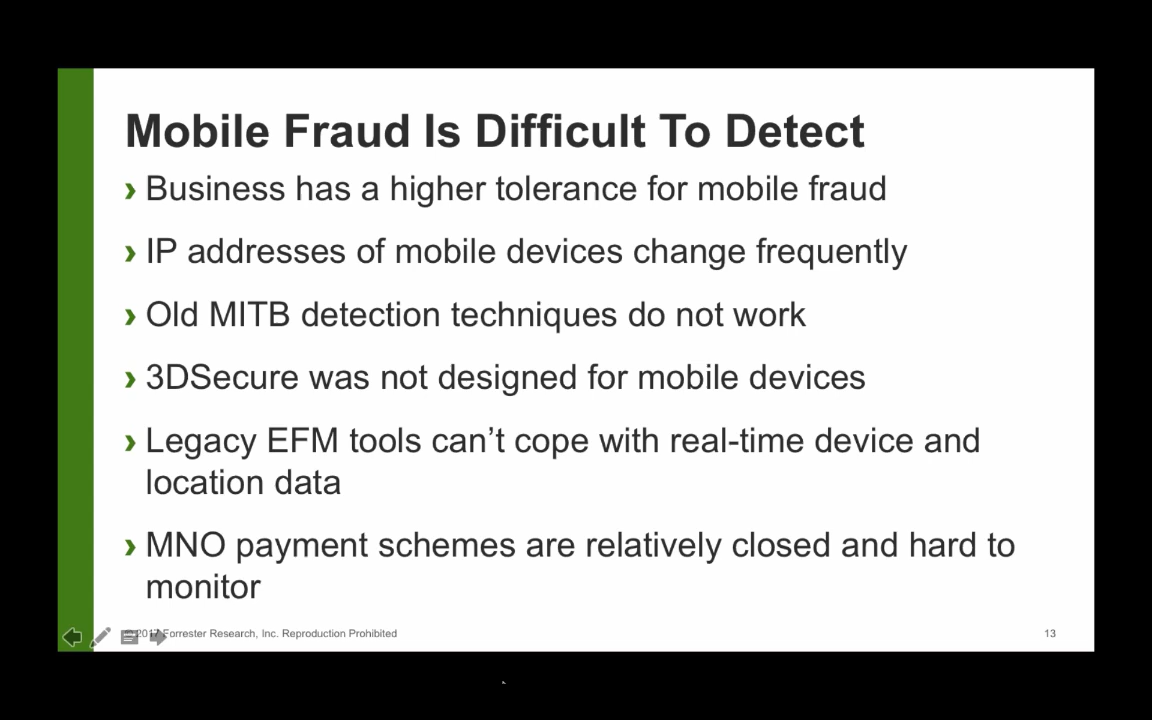 Mobile Fraud Is Difficult To Detect
› Business has a higher tolerance for mobile fraud
› IP addresses of mobile devices change frequently
› Old MITB detection techniques do not work
› 3DSecure was not designed for mobile devices
› Legacy EFM tools can’t cope with real-time device and
location data
› MNO payment schemes are relatively closed and hard to
monitor
© 2017 Forrester Research, Inc. Reproduction Prohibited
13